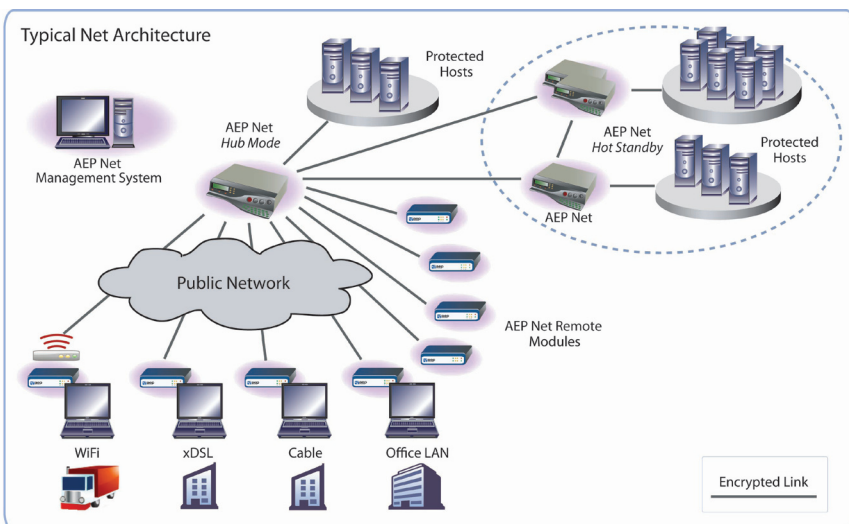 Typical Net Architecture
Protected
Hosts
AEP Net
Hub Mode
AEP Net
Management System
AEP Net
Hot Standby
Protected
Hosts
AEP Net
Public Network
AEP Net Remote
Modules
WiFi
xDSL
Cable
Office LAN
Encrypted Link